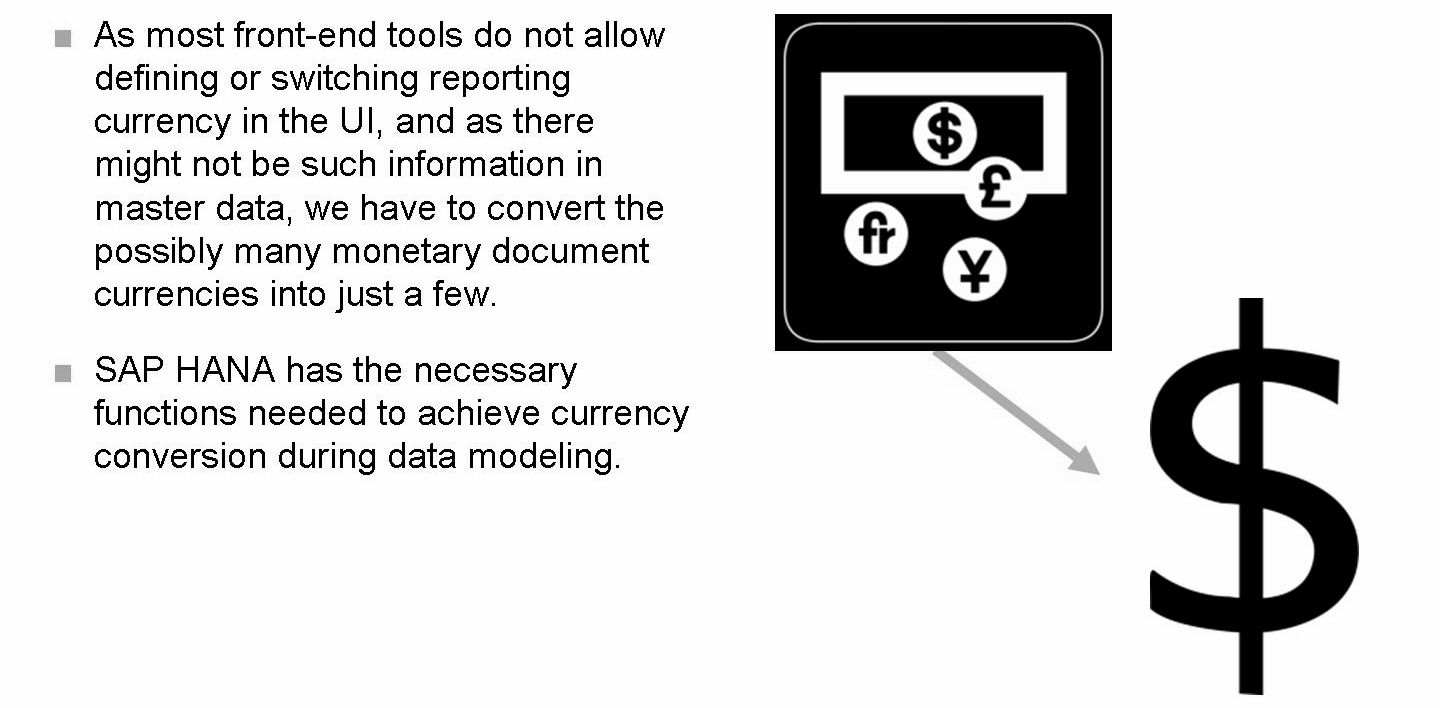 As most front-end tools do not allow
defining or switching reporting
currency in the UI, and as there
might not be such information in
master data, we have to convert the
possibly many monetary document
currencies into just a few.
SAP HANA has the necessary
functions needed to achieve currency
conversion during data modeling.
$
£
fr
¥
$